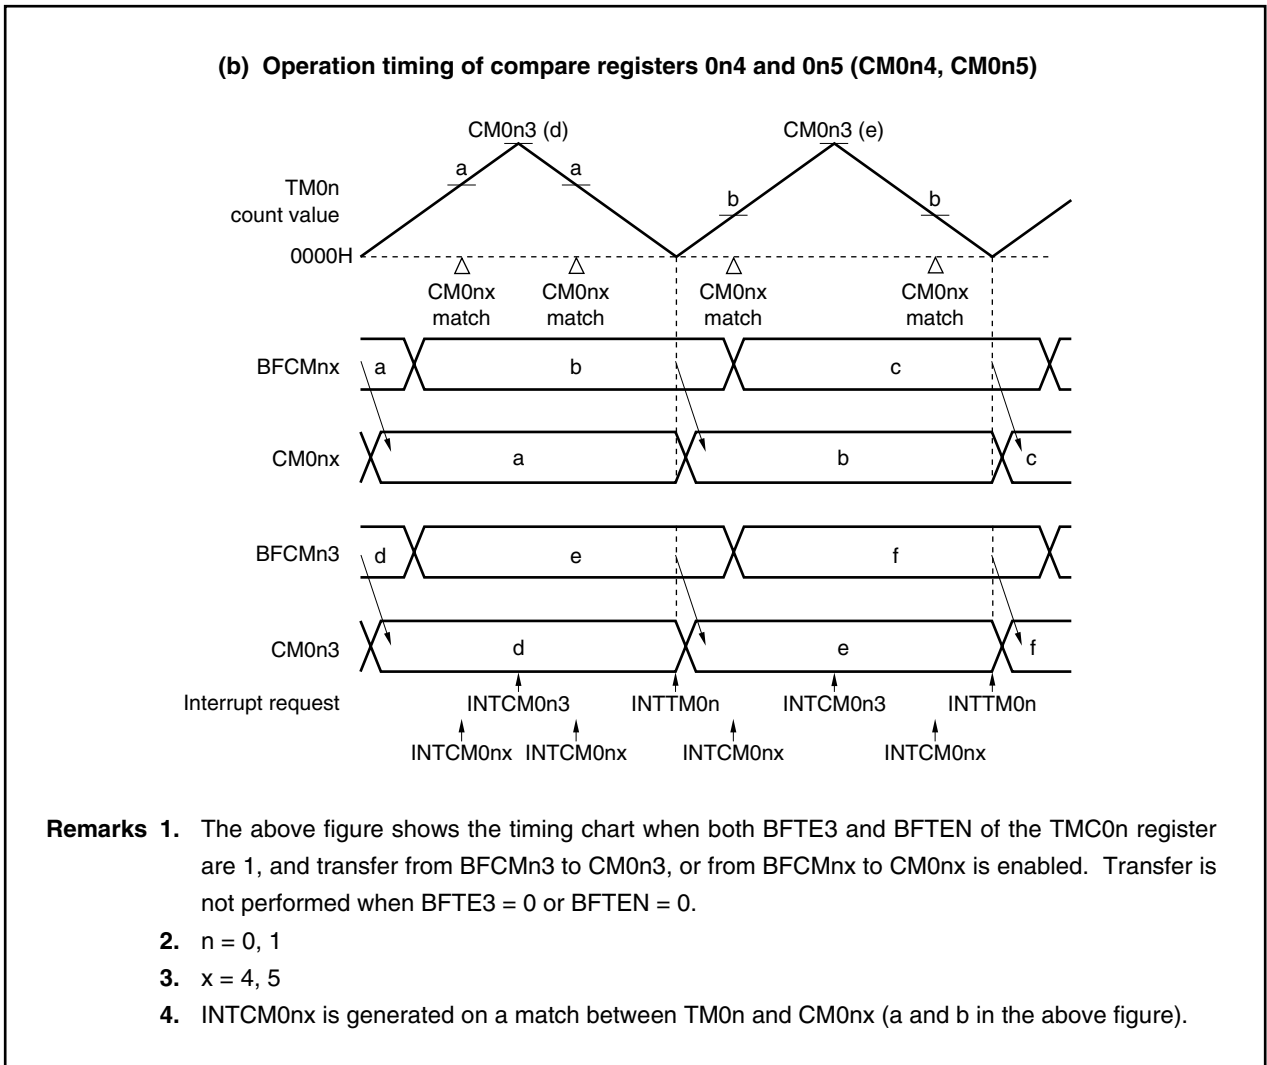 (b) Operation timing of compare registers 0n4 and 0n5 (CM0n4, CM0n5)
CM0n3 (d) CM0n3 (e)
a a
TM0n
count value
b b
0000H
CM0nx CM0nx CM0nx CM0nx
match match match match
BFCMnx a b c
CM0nx a b c
BFCMn3 d e f
CM0n3 d e f
Interrupt request INTCM0n3 INTTM0n INTCM0n3 INTTM0n
INTCM0nx INTCM0nx INTCM0nx INTCM0nx
Remarks 1. The above figure shows the timing chart when both BFTE3 and BFTEN of the TMC0n register
are 1, and transfer from BFCMn3 to CM0n3, or from BFCMnx to CM0nx is enabled. Transfer is
not performed when BFTE3 = 0 or BFTEN = 0.
2. n = 0, 1
3. x = 4, 5
4. INTCM0nx is generated on a match between TM0n and CM0nx (a and b in the above figure).